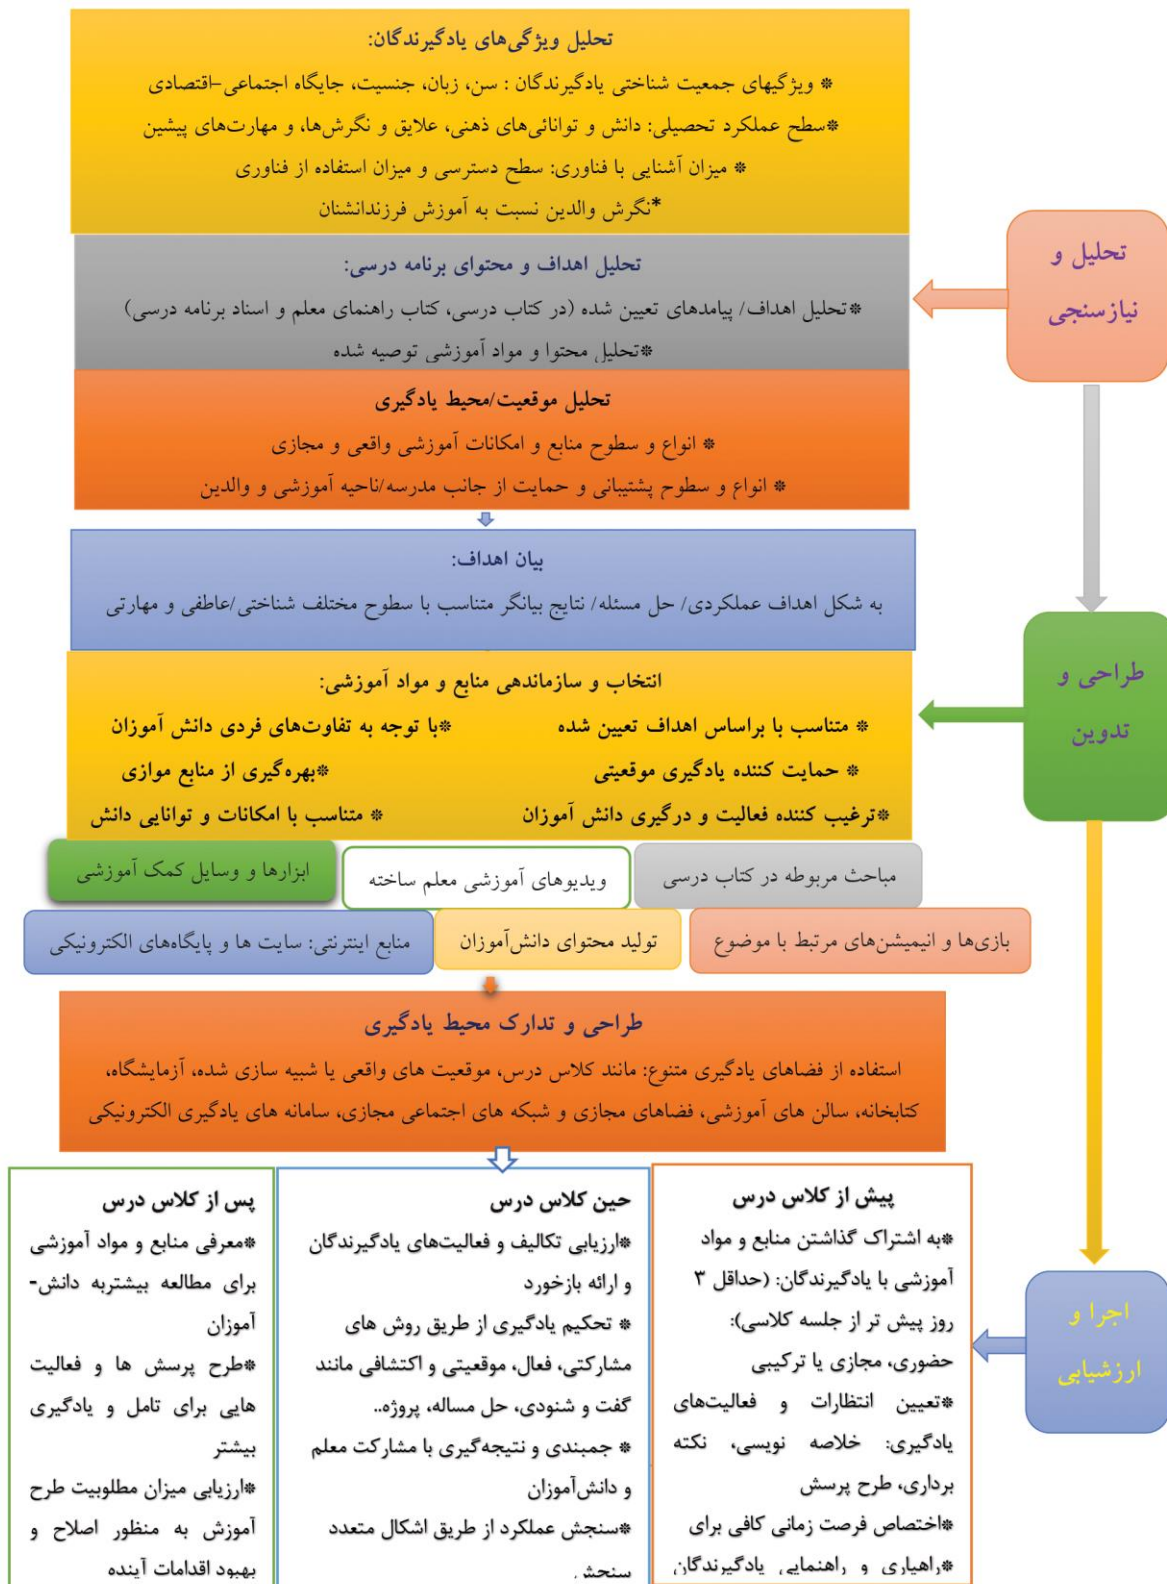 تحلیل ویژگی‌های یادگیرندگان:
* ویژگیهای جمعیت شناختی یادگیرندگان : سن، زبان، جنسیت، جایگاه اجتماعی-اقتصادی
*سطح عملکرد تحصیلی: دانش و توانائی‌های ذهنی، علایق و نگرش‌ها، و مهارت‌های پیشین
* میزان آشنایی با فناوری: سطح دسترسی و میزان استفاده از فناوری
*نگرش والدین نسبت به آموزش فرزندانشنان
تحلیل و
نیازسنجی
تحلیل اهداف و محتوای برنامه درسی:
*تحلیل اهداف/ پیامدهای تعیین شده (در کتاب درسی، کتاب راهنمای معلم و اسناد برنامه درسی)
*تحلیل محتوا و مواد آموزشی توصیه شده
تحلیل موقعیت/محیط یادگیری
* انواع و سطوح منابع و امکانات آموزشی واقعی و مجازی
* انواع و سطوح پشتیبانی و حمایت از جانب مدرسه/ناحیه آموزشی و والدین
بیان اهداف:
به شکل اهداف عملکردی/ حل مسئله/ نتایج بیانگر متناسب با سطوح مختلف شناختی/عاطفی و مهارتی
طراحی و
تدوین
انتخاب و سازماندهی منابع و مواد آموزشی:
* متناسب با براساس اهداف تعیین شده *با توجه به تفاوت‌های فردی دانش آموزان
* حمایت کننده یادگیری موقعیتی *بهره‌گیری از منابع موازی
*ترغیب کننده فعالیت و درگیری دانش آموزان * متناسب با امکانات و توانایی دانش
مباحث مربوطه در کتاب درسی
ویدیوهای آموزشی معلم ساخته
ابزارها و وسایل کمک آموزشی
بازی‌ها و انیمیشن‌های مرتبط با موضوع
تولید محتوای دانش‌آموزان
منابع اینترنتی: سایت ها و پایگاه‌های الکترونیکی
طراحی و تدارک محیط یادگیری
استفاده از فضاهای یادگیری متنوع: مانند کلاس درس، موقعیت های واقعی یا شبیه سازی شده، آزمایشگاه،
کتابخانه، سالن های آموزشی، فضاهای مجازی و شبکه های اجتماعی مجازی، سامانه های یادگیری الکترونیکی
اجرا و
ارزشیابی
پیش از کلاس درس
*به اشتراک گذاشتن منابع و مواد
آموزشی با یادگیرندگان: (حداقل ۳
روز پیش تر از جلسه کلاسی):
حضوری، مجازی یا ترکیبی
*تعیین انتظارات و فعالیت‌های
یادگیری: خلاصه نویسی، نکته
برداری، طرح پرسش
*اختصاص فرصت زمانی کافی برای
*راهیاری و راهنمایی یادگیرندگان
حین کلاس درس
*ارزیابی تکالیف و فعالیت‌های یادگیرندگان
و ارائه بازخورد
* تحکیم یادگیری از طریق روش های
مشارکتی، فعال، موقعیتی و اکتشافی مانند
گفت و شنودی، حل مساله، پروژه..
* جمبندی و نتیجه‌گیری با مشارکت معلم
و دانش‌آموزان
*سنجش عملکرد از طریق اشکال متعدد
سنجش
پس از کلاس درس
*معرفی منابع و مواد آموزشی
برای مطالعه بیشتربه دانش-
آموزان
*طرح پرسش ها و فعالیت
هایی برای تامل و یادگیری
بیشتر
*ارزیابی میزان مطلوبیت طرح
آموزش به منظور اصلاح و
بهبود اقدامات آینده